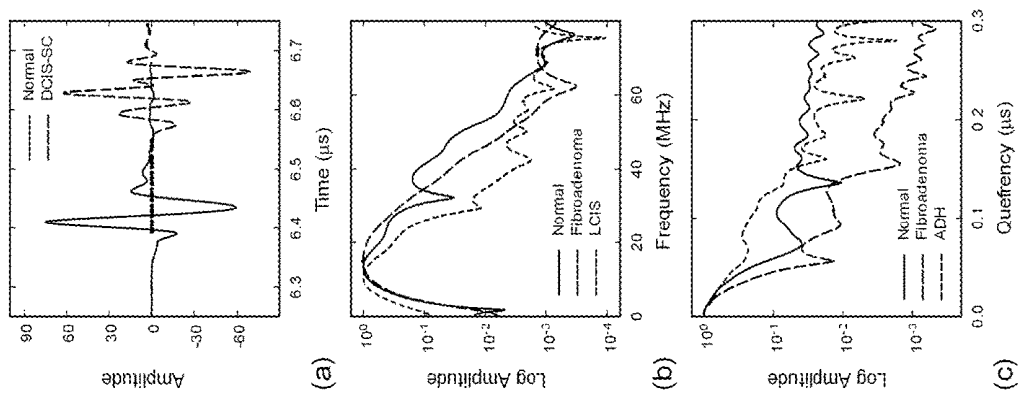 90
60
30
0
-30
-60
Amplitude
Normal
DCIS-SC
6.3
6.4
6.5
6.6
6.7
Time (μs)
(a)
10⁰
10⁻¹
10⁻²
10⁻³
10⁻⁴
Log Amplitude
Normal
Fibroadenoma
LCIS
0
20
40
60
Frequency (MHz)
(b)
10⁰
10⁻¹
10⁻²
10⁻³
Log Amplitude
Normal
Fibroadenoma
ADH
0.0
0.1
0.2
0.3
Quefrency (μs)
(c)